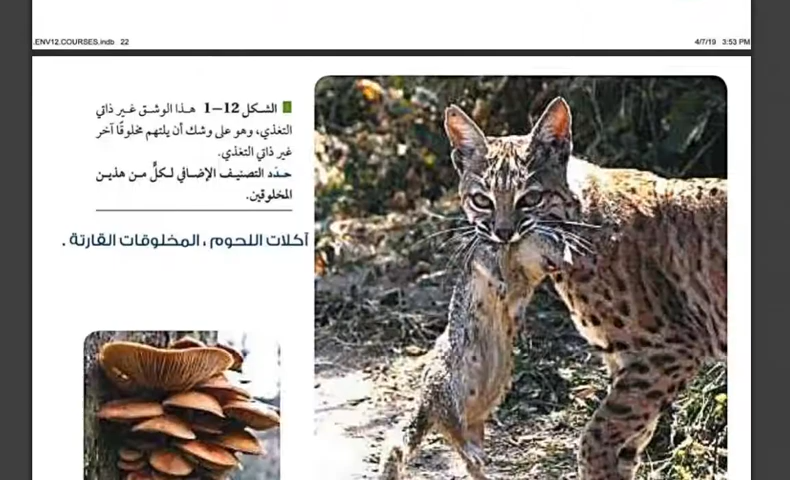 ENV12.COURSES.indb 22
4/7/19 3:53 PM
الشكل 12–1 هذا الوشق غير ذاتي
التغذي، وهو على وشك أن يلتهم مخلوقًا آخر
غير ذاتي التغذي.
حدّد التصنيف الإضافي لكلٍّ من هذين
المخلوقين.
آكلات اللحوم ، المخلوقات القارتة .